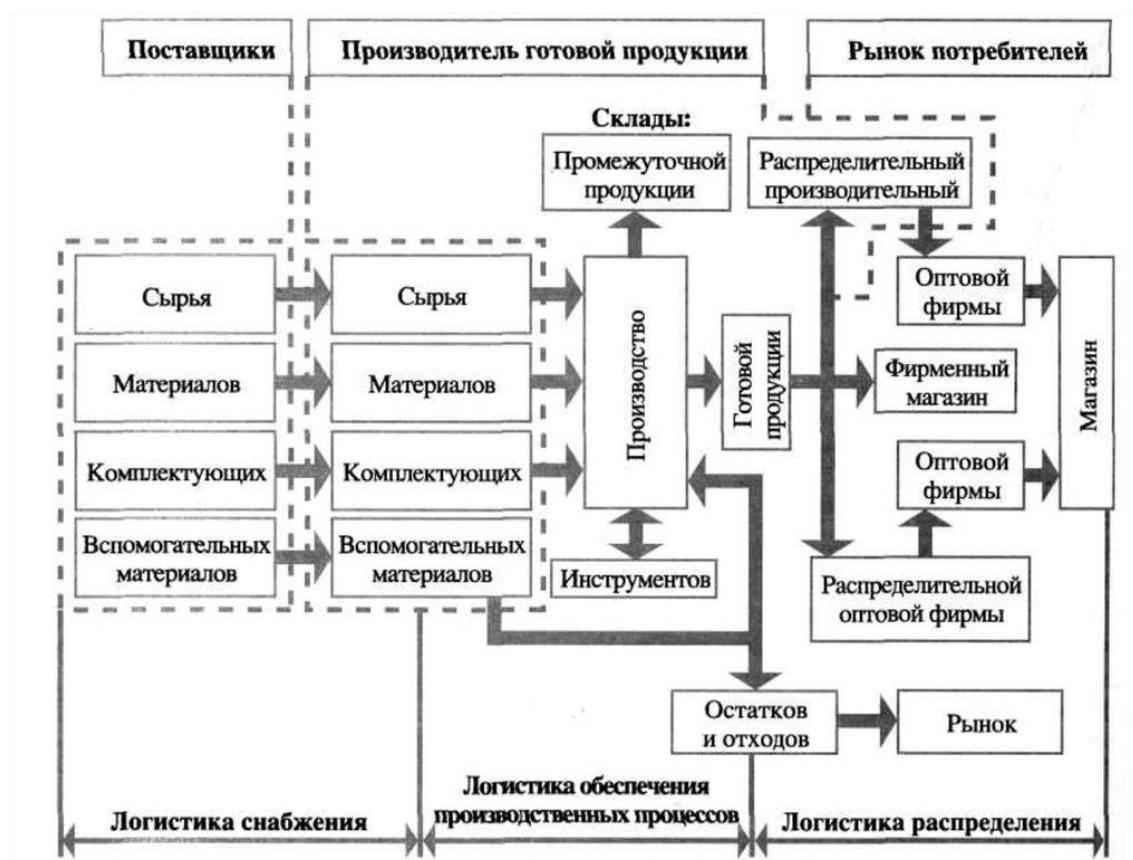 Поставщики
Производитель готовой продукции
Рынок потребителей
Склады:
Промежуточной
продукции
Распределительный
производительный
Сырья
Сырья
Оптовой
фирмы
Материалов
Материалов
Производство
Готовой
продукции
Фирменный
магазин
Магазин
Комплектующих
Комплектующих
Оптовой
фирмы
Вспомогательных
материалов
Вспомогательных
материалов
Инструментов
Распределительной
оптовой фирмы
Остатков
и отходов
Рынок
Логистика снабжения
Логистика обеспечения
производственных процессов
Логистика распределения